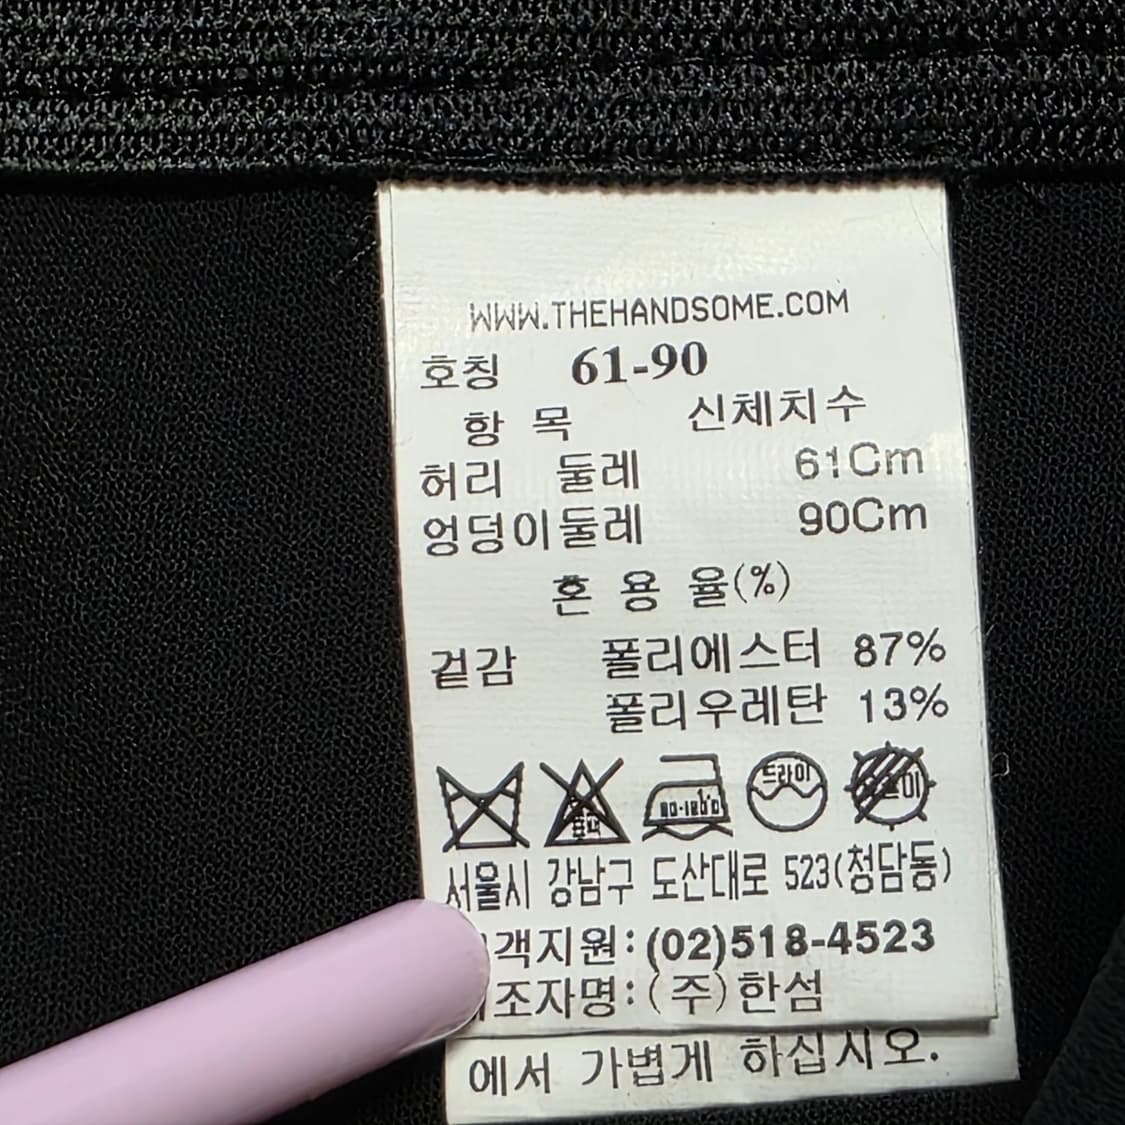 WWW.THEHANDSOME.COM
호칭 61-90
항 목 신체치수
허리 둘레 61Cm
엉덩이둘레 90Cm
혼 용 율(%)
겉감 폴리에스터 87%
폴리우레탄 13%
드라이
서울시 강남구 도산대로 523(청담동)
객지원:(02)518-4523
조자명:(주)한섬
에서 가볍게 하십시오.